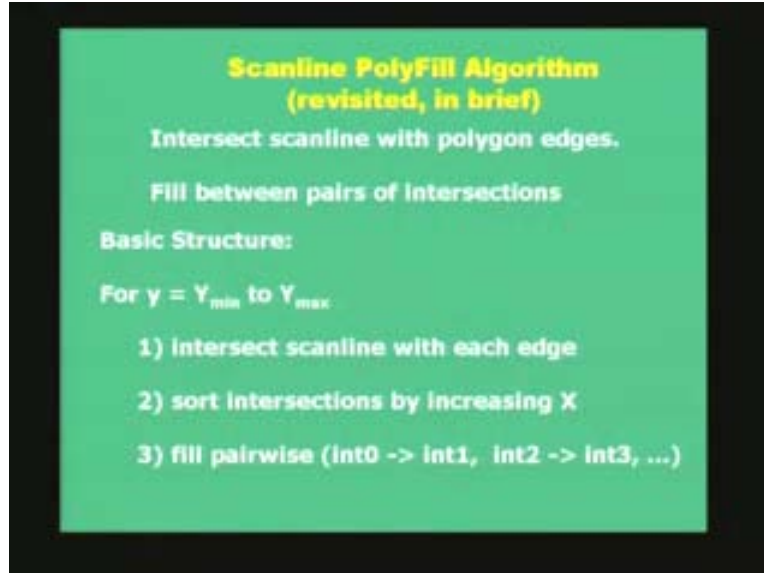 Scanline PolyFill Algorithm
(revisited, in brief)
Intersect scanline with polygon edges.
Fill between pairs of intersections
Basic Structure:
For y = Ymin to Ymax
1) intersect scanline with each edge
2) sort intersections by increasing X
3) fill pairwise (int0 -> int1, int2 -> int3, ...)